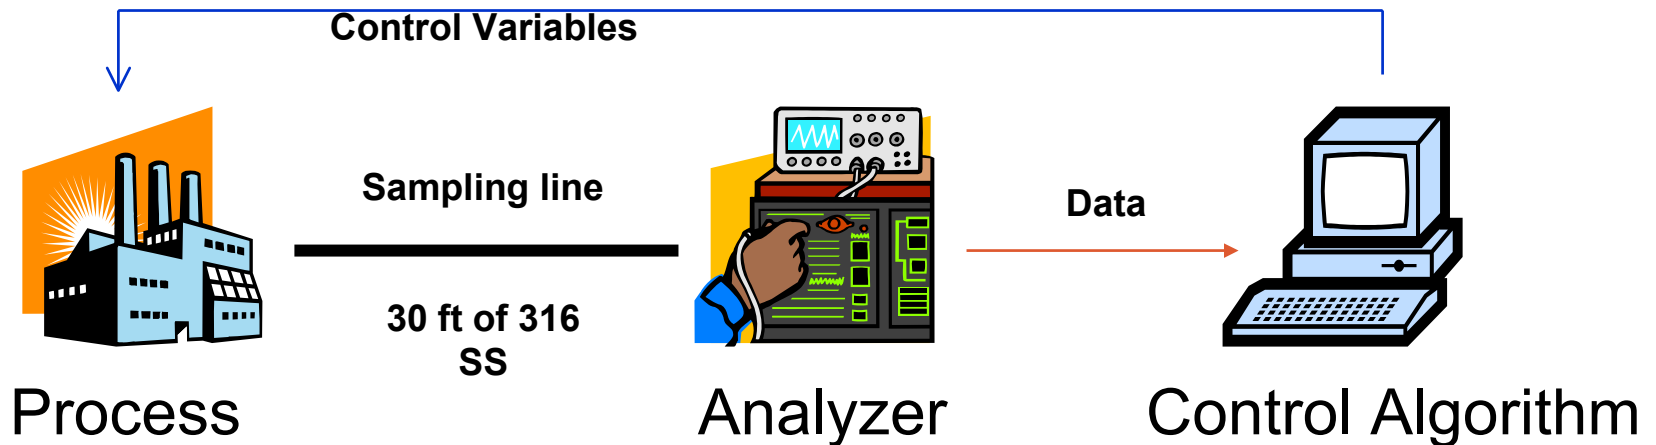 Control Variables
Sampling line
Data
30 ft of 316
SS
Process
Analyzer
Control Algorithm